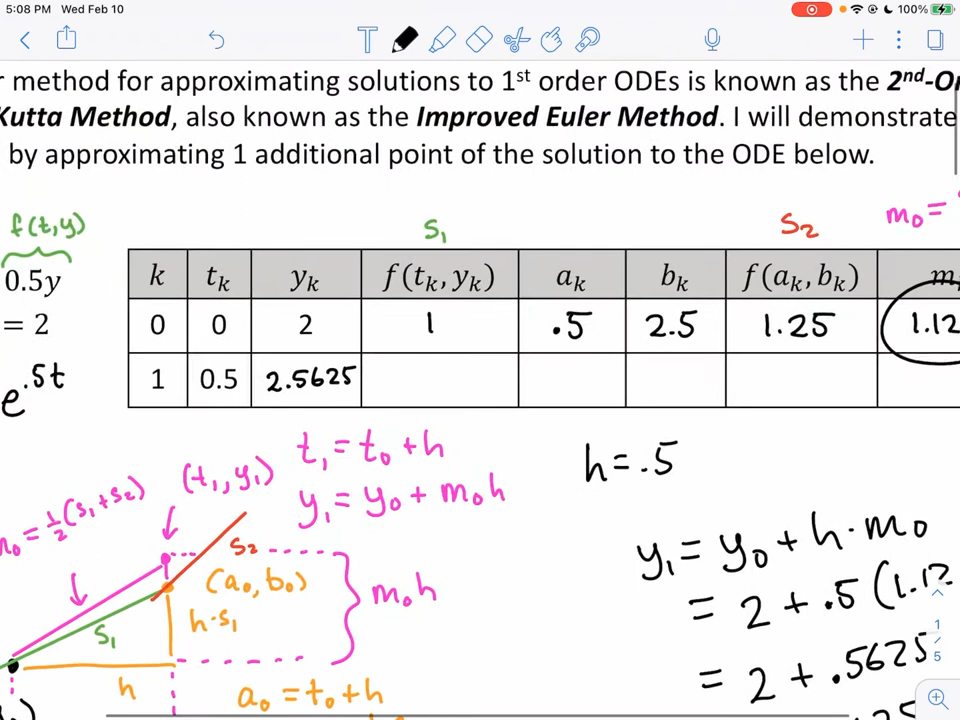 5:08 PM Wed Feb 10 100%
r method for approximating solutions to 1st order ODEs is known as the 2nd-Or
Kutta Method, also known as the Improved Euler Method. I will demonstrate
by approximating 1 additional point of the solution to the ODE below.
f(t,y) S₁ S₂ m₀ =
0.5y
= 2
e^.5t
k tₖ yₖ f(tₖ, yₖ) aₖ bₖ f(aₖ, bₖ) m
0 0 2 1 .5 2.5 1.25 1.12
1 0.5 2.5625
t₁ = t₀ + h
y₁ = y₀ + m₀h
h = .5
m₀ = ½(S₁+S₂) (t₁, y₁)
S₂
(a₀, b₀)
h·S₁
m₀h
S₁
h
a₀ = t₀ + h
y₁ = y₀ + h·m₀
= 2 + .5(1.12
= 2 + .5625
1
/
5